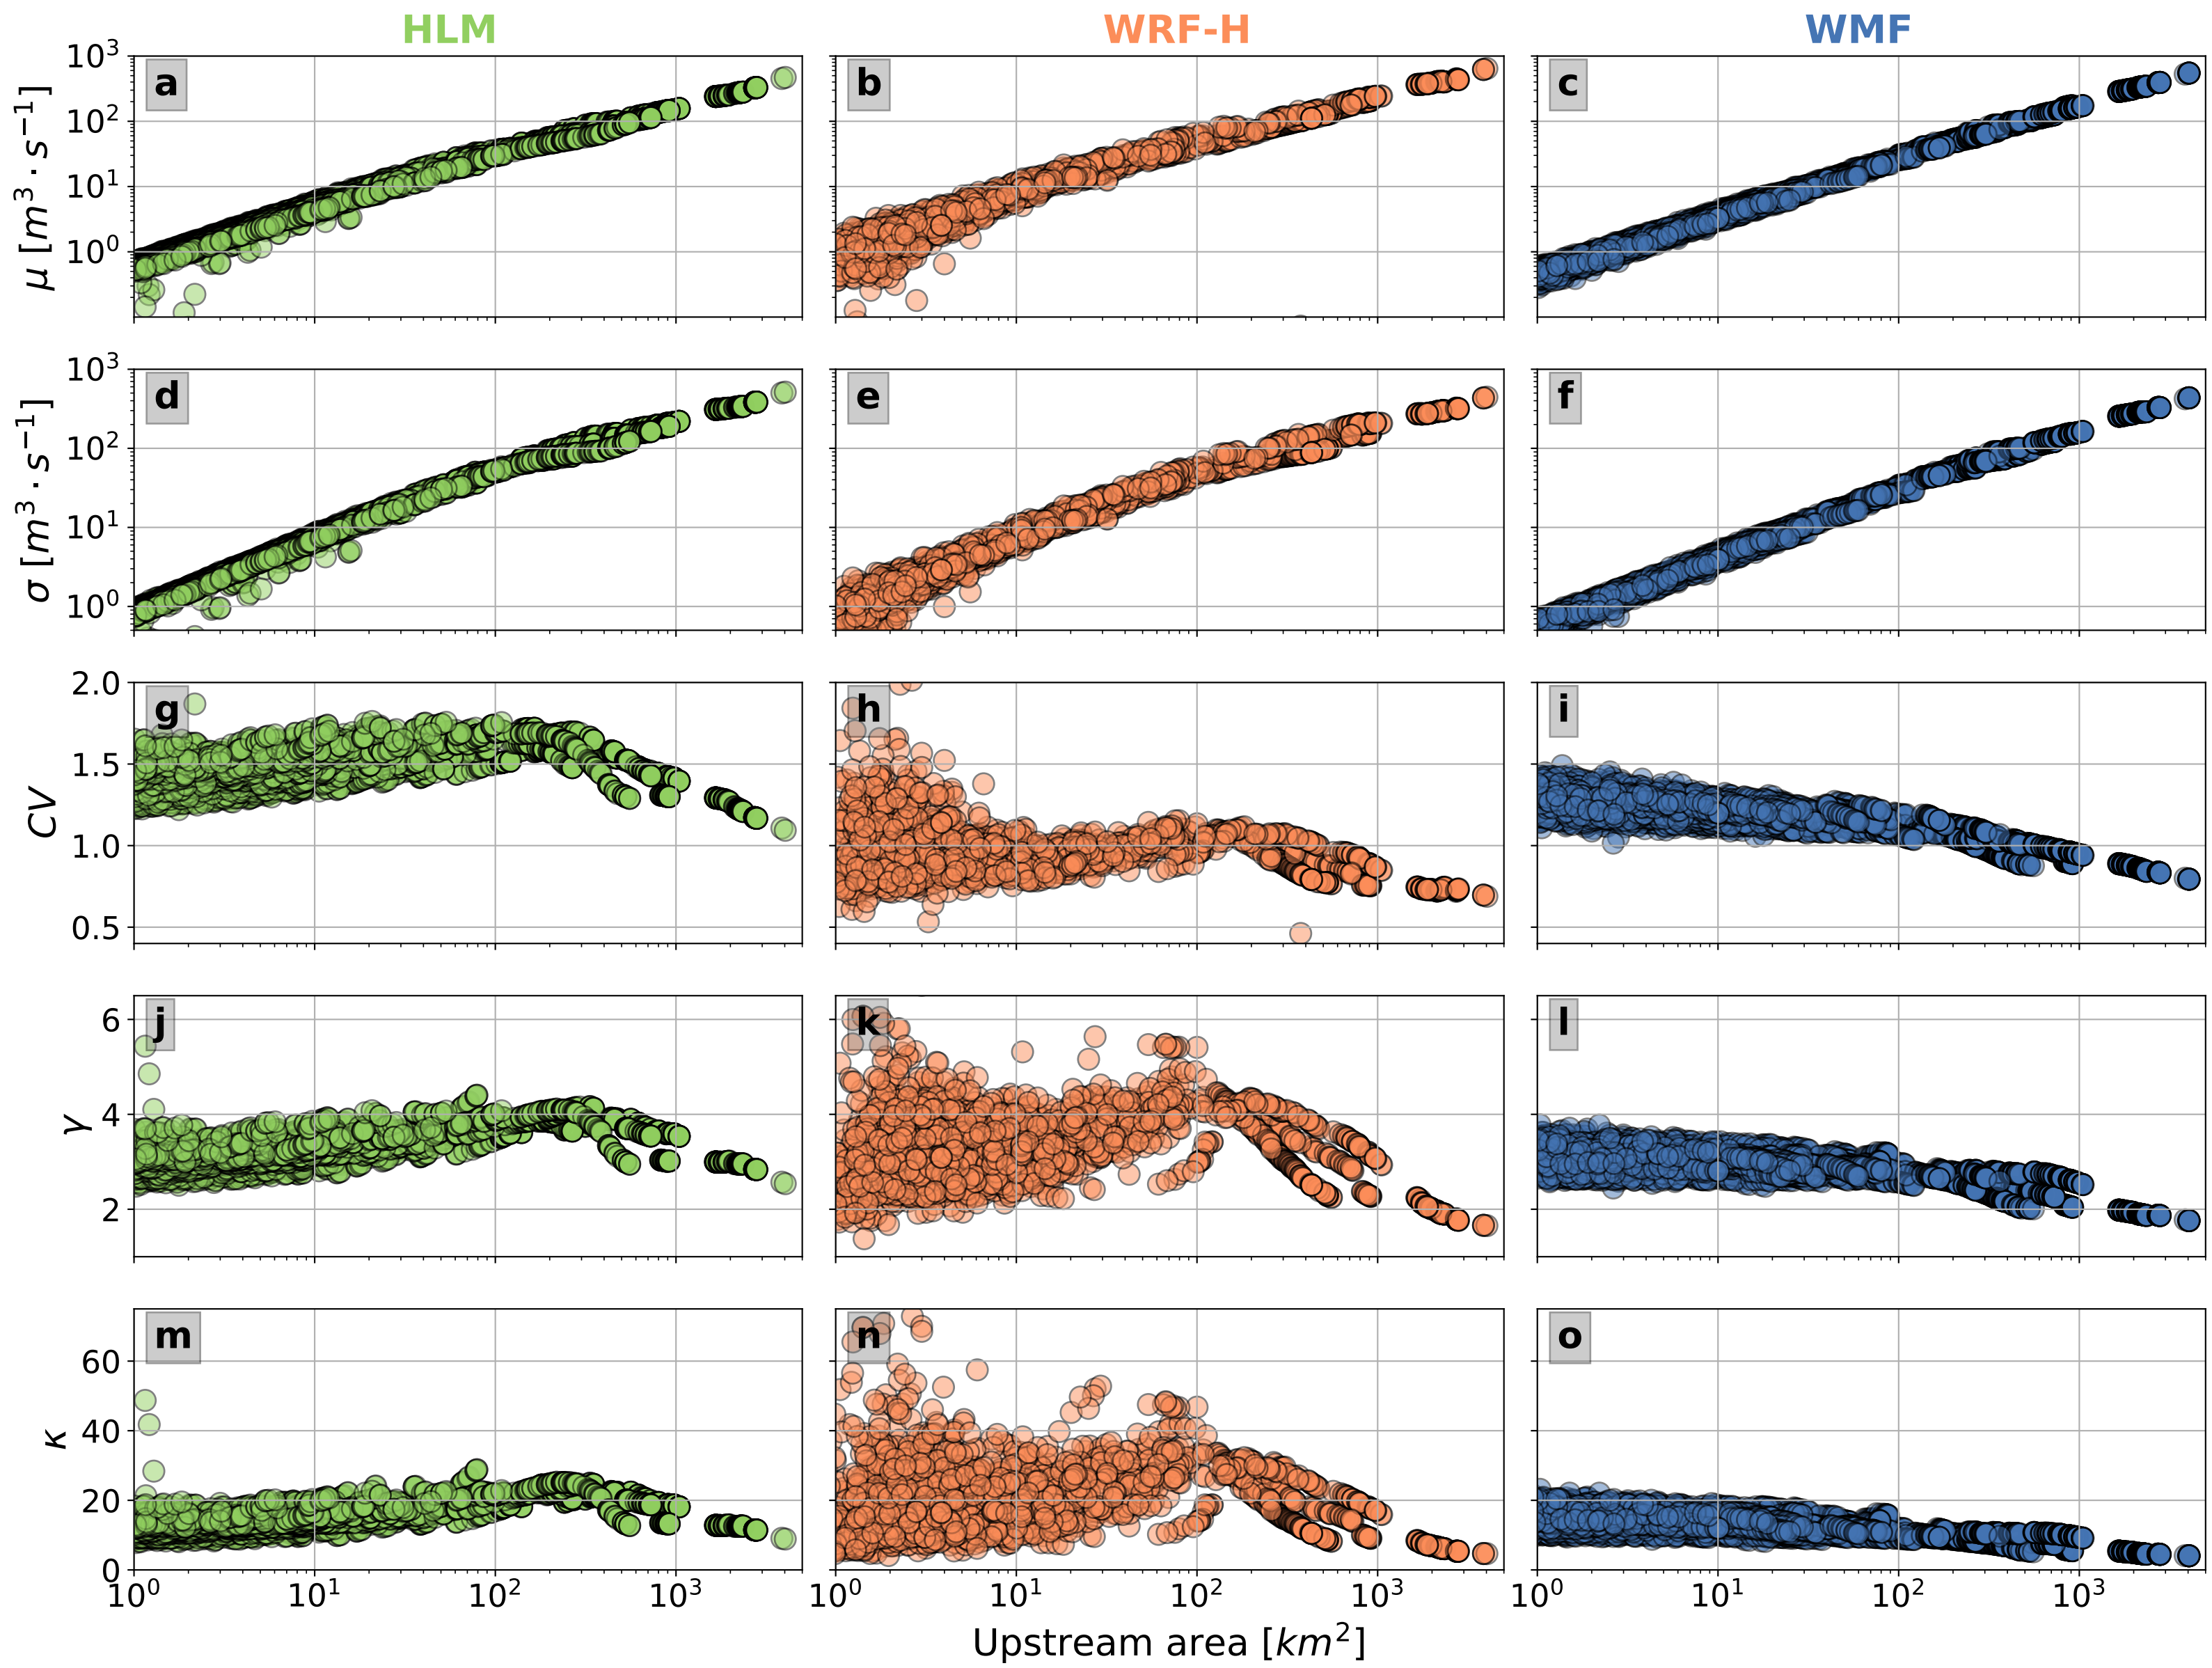 HLM WRF-H WMF
a b c
10³ 10² 10¹ 10⁰
μ [m³·s⁻¹]
d e f
10³ 10² 10¹ 10⁰
σ [m³·s⁻¹]
g h i
2.0 1.5 1.0 0.5
CV
j k l
6 4 2
γ
m n o
60 40 20 0
κ
10⁰ 10¹ 10² 10³ 10⁰ 10¹ 10² 10³ 10⁰ 10¹ 10² 10³
Upstream area [km²]